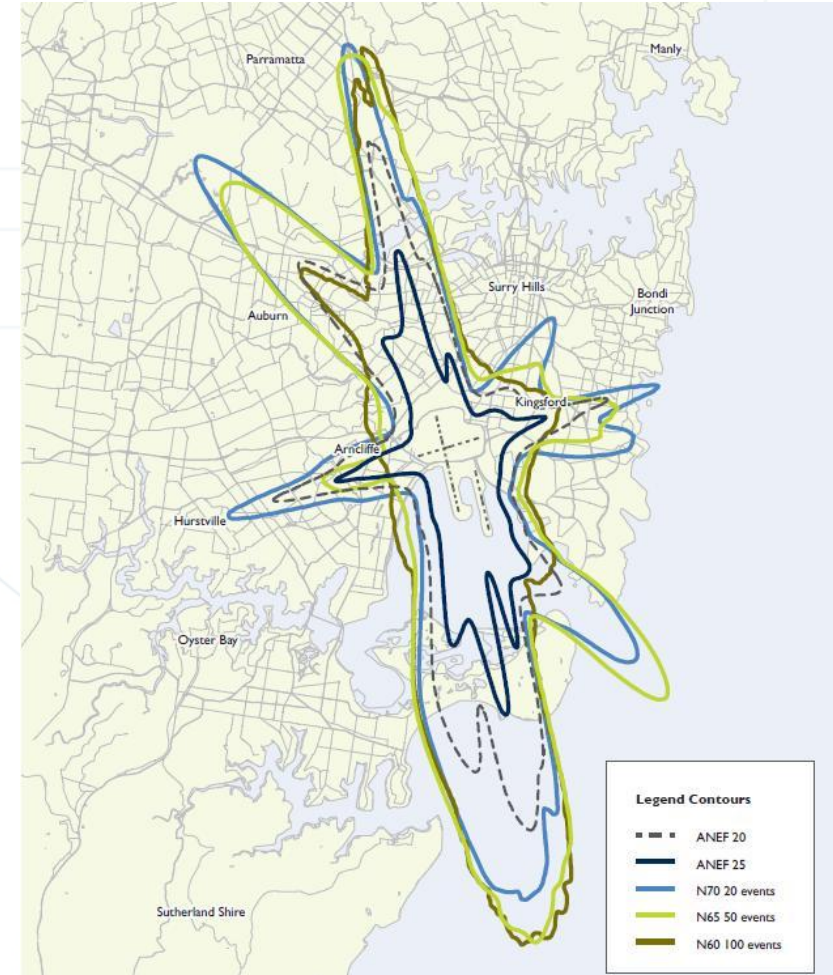 Parramatta
Manly
Surry Hills
Bondi
Junction
Auburn
Kingsford
Arncliffe
Hurstville
Oyster Bay
Sutherland Shire
Legend Contours
ANEF 20
ANEF 25
N70 20 events
N65 50 events
N60 100 events